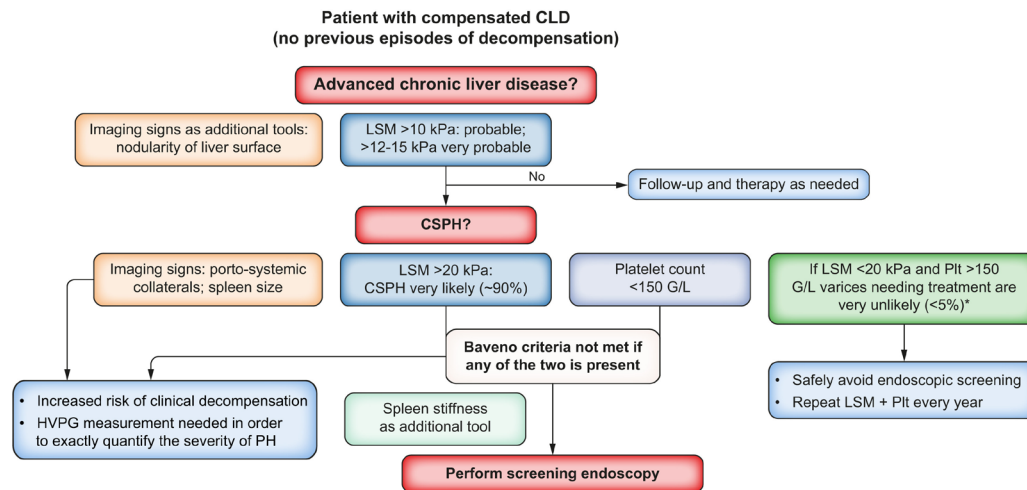 Patient with compensated CLD
(no previous episodes of decompensation)
Advanced chronic liver disease?
Imaging signs as additional tools:
nodularity of liver surface
LSM >10 kPa: probable;
>12-15 kPa very probable
No
Follow-up and therapy as needed
CSPH?
Imaging signs: porto-systemic
collaterals; spleen size
LSM >20 kPa:
CSPH very likely (~90%)
Platelet count
<150 G/L
If LSM <20 kPa and Plt >150
G/L varices needing treatment are
very unlikely (<5%)*
Baveno criteria not met if
any of the two is present
• Increased risk of clinical decompensation
• HVPG measurement needed in order
to exactly quantify the severity of PH
Spleen stiffness
as additional tool
• Safely avoid endoscopic screening
• Repeat LSM + Plt every year
Perform screening endoscopy